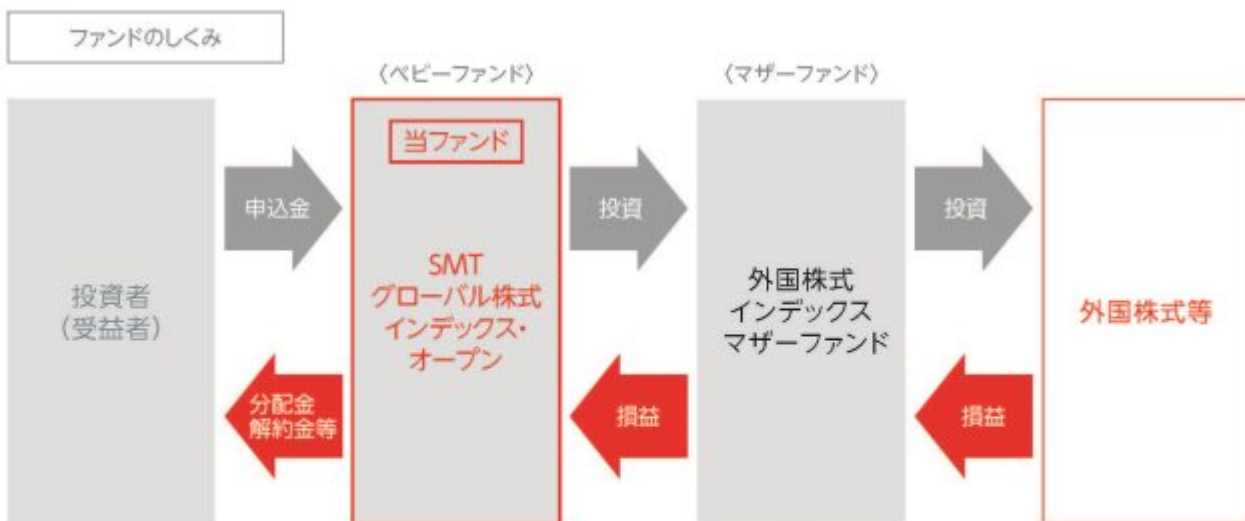 ファンドのしくみ
〈ベビーファンド〉
〈マザーファンド〉
投資者
（受益者）
申込金
分配金
解約金等
当ファンド
SMT
グローバル株式
インデックス・
オープン
投資
損益
外国株式
インデックス
マザーファンド
投資
損益
外国株式等